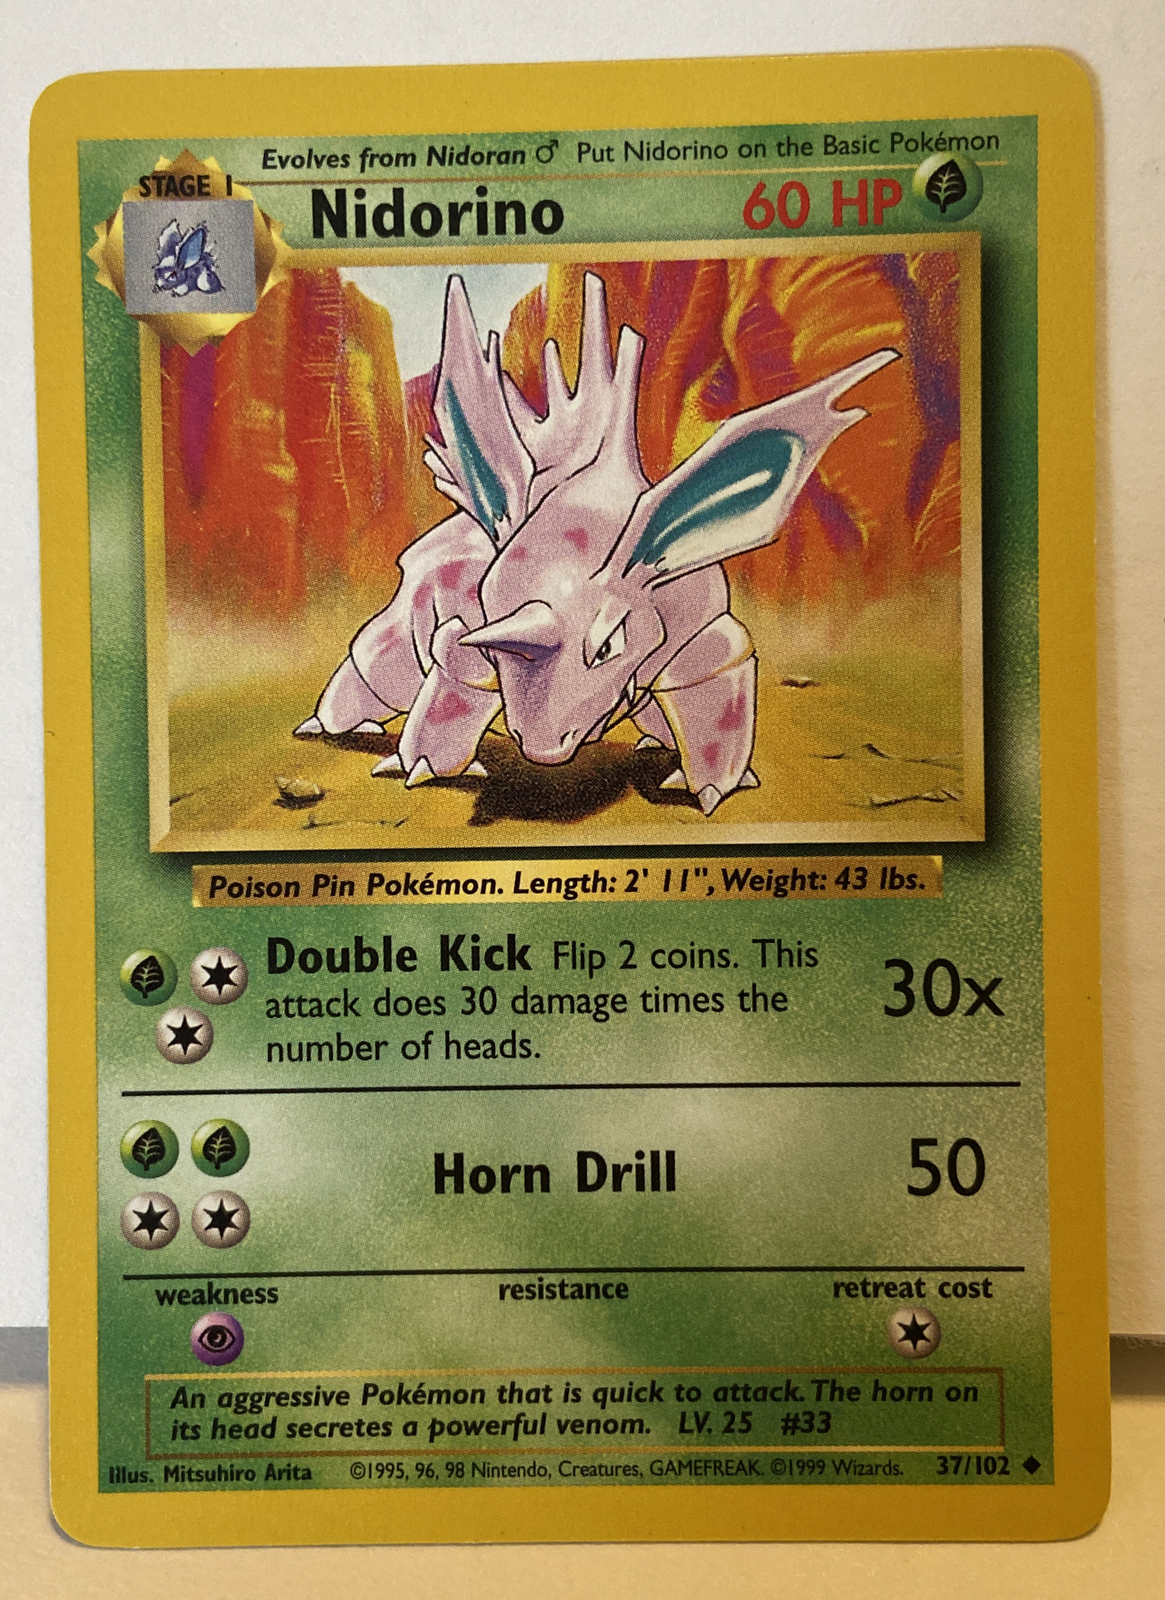 Evolves from Nidoran ♂ Put Nidorino on the Basic Pokémon
STAGE 1
Nidorino 60 HP
Poison Pin Pokémon. Length: 2' 11", Weight: 43 lbs.
Double Kick Flip 2 coins. This
attack does 30 damage times the
number of heads.
30x
Horn Drill 50
weakness resistance retreat cost
An aggressive Pokémon that is quick to attack. The horn on
its head secretes a powerful venom. LV. 25 #33
Illus. Mitsuhiro Arita ©1995, 96, 98 Nintendo, Creatures, GAMEFREAK. ©1999 Wizards. 37/102 ◆